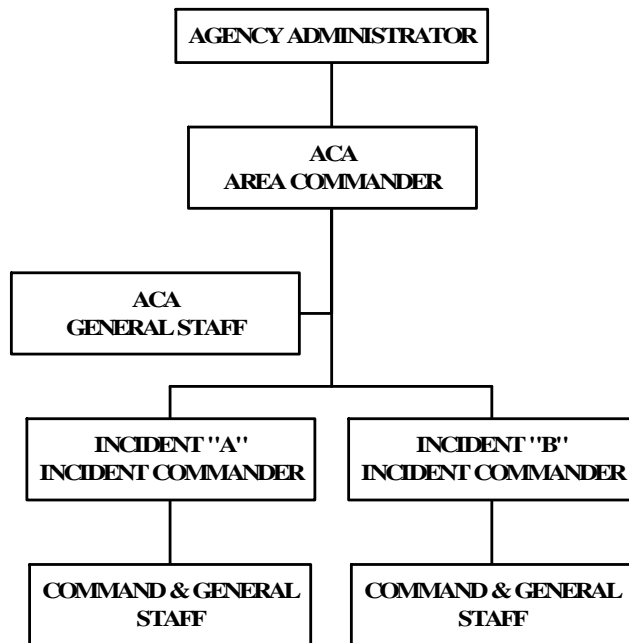 AGENCY ADMINISTRATOR
ACA
AREA COMMANDER
ACA
GENERAL STAFF
INCIDENT "A"
INCIDENT COMMANDER
INCIDENT "B"
INCIDENT COMMANDER
COMMAND & GENERAL
STAFF
COMMAND & GENERAL
STAFF